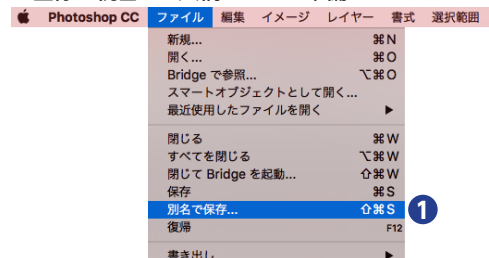 Photoshop CC ファイル 編集 イメージ レイヤー 書式 選択範囲
新規... ⌘N
開く... ⌘O
Bridge で参照... ⌥⌘O
スマートオブジェクトとして開く...
最近使用したファイルを開く ▶
閉じる ⌘W
すべてを閉じる ⌥⌘W
閉じて Bridge を起動... ⇧⌘W
保存 ⌘S
別名で保存... ⇧⌘S 1
復帰 F12
書き出し ▶